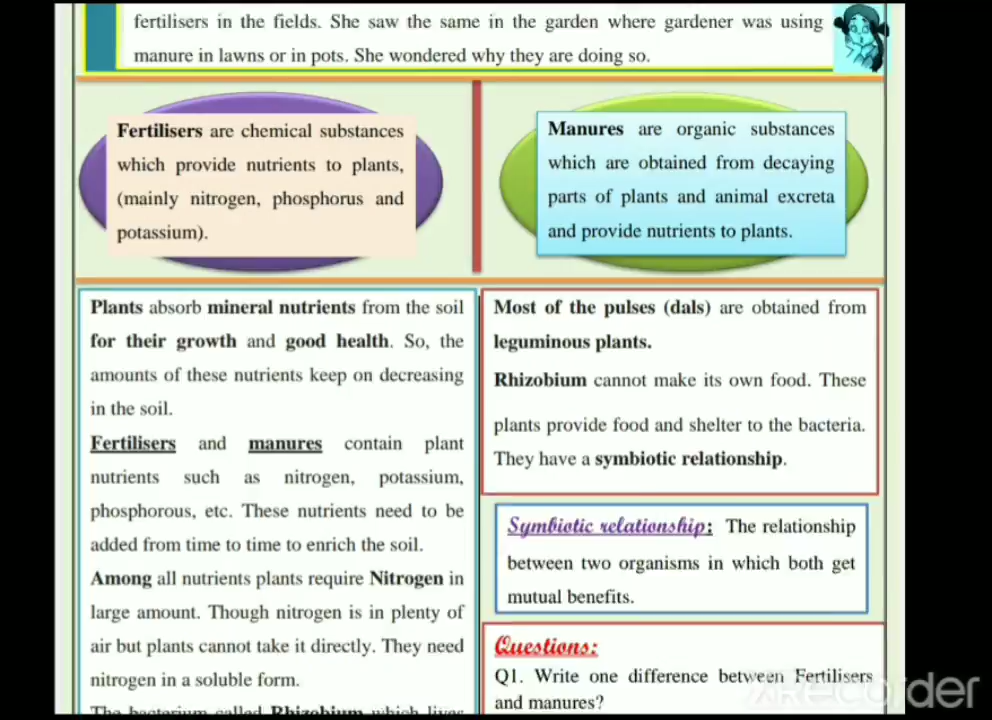 fertilisers in the fields. She saw the same in the garden where gardener was using
manure in lawns or in pots. She wondered why they are doing so.
Fertilisers are chemical substances
which provide nutrients to plants,
(mainly nitrogen, phosphorus and
potassium).
Manures are organic substances
which are obtained from decaying
parts of plants and animal excreta
and provide nutrients to plants.
Plants absorb mineral nutrients from the soil
for their growth and good health. So, the
amounts of these nutrients keep on decreasing
in the soil.
Fertilisers and manures contain plant
nutrients such as nitrogen, potassium,
phosphorous, etc. These nutrients need to be
added from time to time to enrich the soil.
Among all nutrients plants require Nitrogen in
large amount. Though nitrogen is in plenty of
air but plants cannot take it directly. They need
nitrogen in a soluble form.
The bacterium called Rhizobium which lives
Most of the pulses (dals) are obtained from
leguminous plants.
Rhizobium cannot make its own food. These
plants provide food and shelter to the bacteria.
They have a symbiotic relationship.
Symbiotic relationship: The relationship
between two organisms in which both get
mutual benefits.
Questions:
Q1. Write one difference between Fertilisers
and manures?
XRecorder